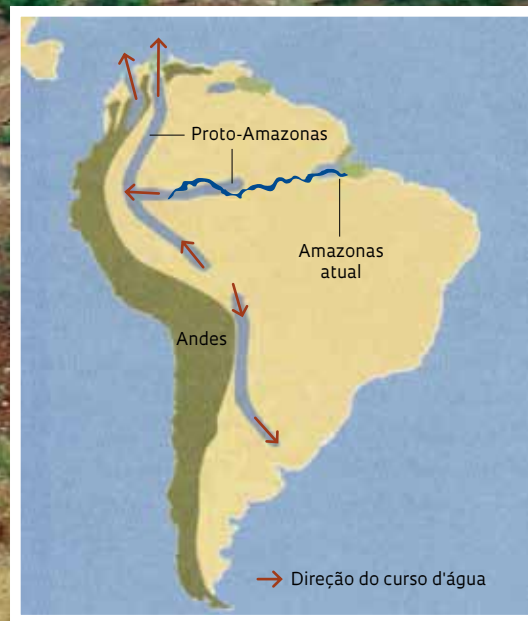 Proto-Amazonas
Amazonas
atual
Andes
Direção do curso d'água